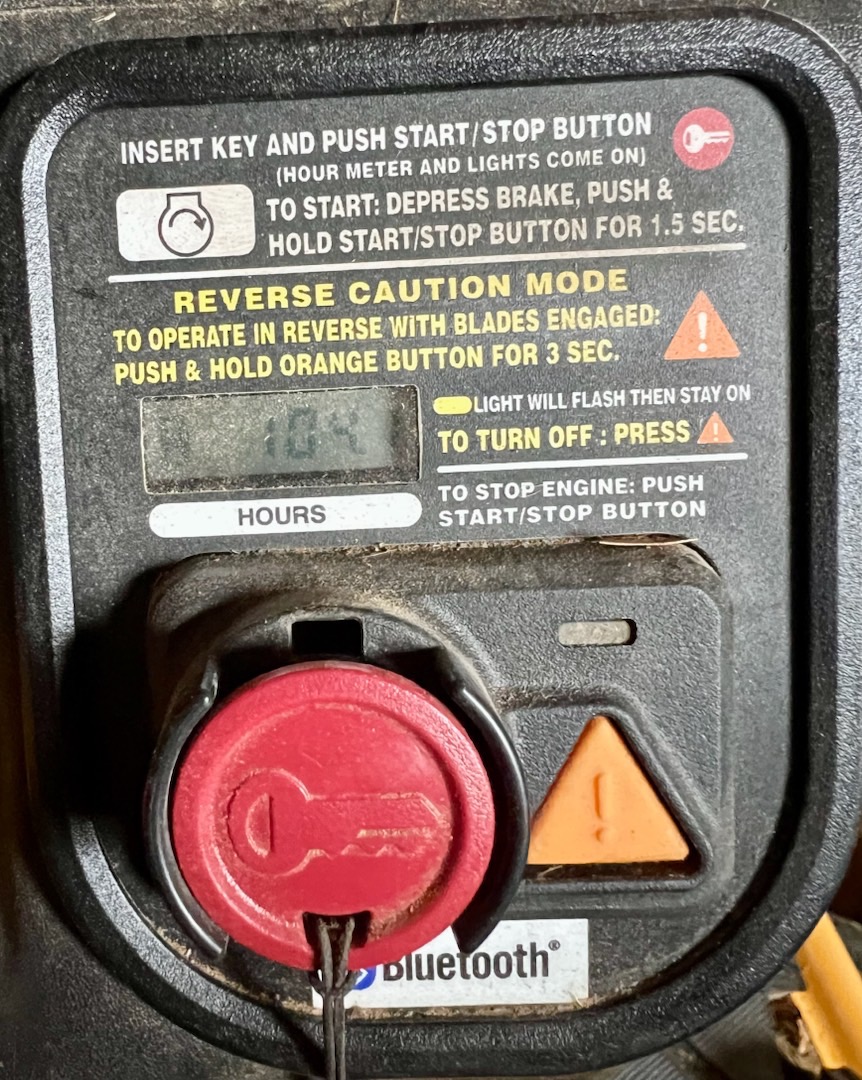 INSERT KEY AND PUSH START/STOP BUTTON
(HOUR METER AND LIGHTS COME ON)
TO START: DEPRESS BRAKE, PUSH &
HOLD START/STOP BUTTON FOR 1.5 SEC.
REVERSE CAUTION MODE
TO OPERATE IN REVERSE WITH BLADES ENGAGED:
PUSH & HOLD ORANGE BUTTON FOR 3 SEC.
LIGHT WILL FLASH THEN STAY ON
TO TURN OFF : PRESS
104
HOURS
TO STOP ENGINE: PUSH
START/STOP BUTTON
Bluetooth®